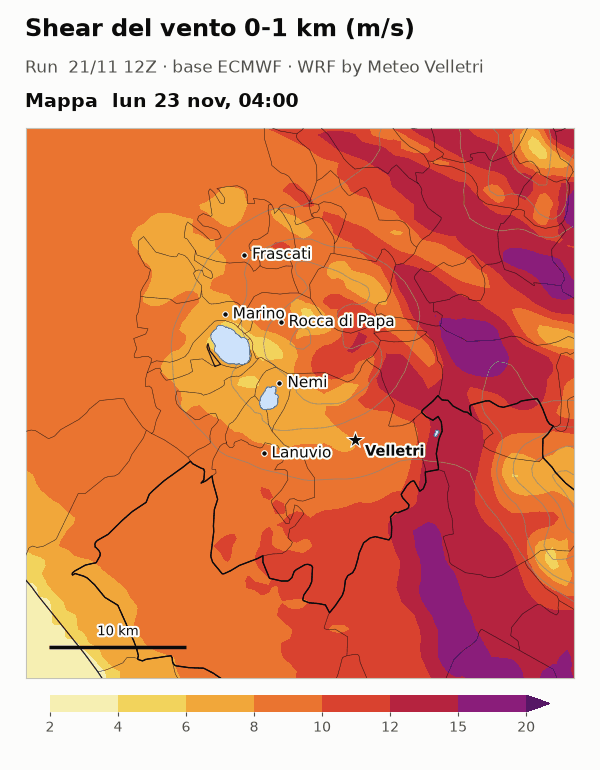 Shear del vento 0-1 km (m/s)
Run  21/11 12Z · base ECMWF · WRF by Meteo Velletri
Mappa  lun 23 nov, 04:00
Frascati
Marino
Rocca di Papa
Nemi
Velletri
Lanuvio
10 km
2 4 6 8 10 12 15 20